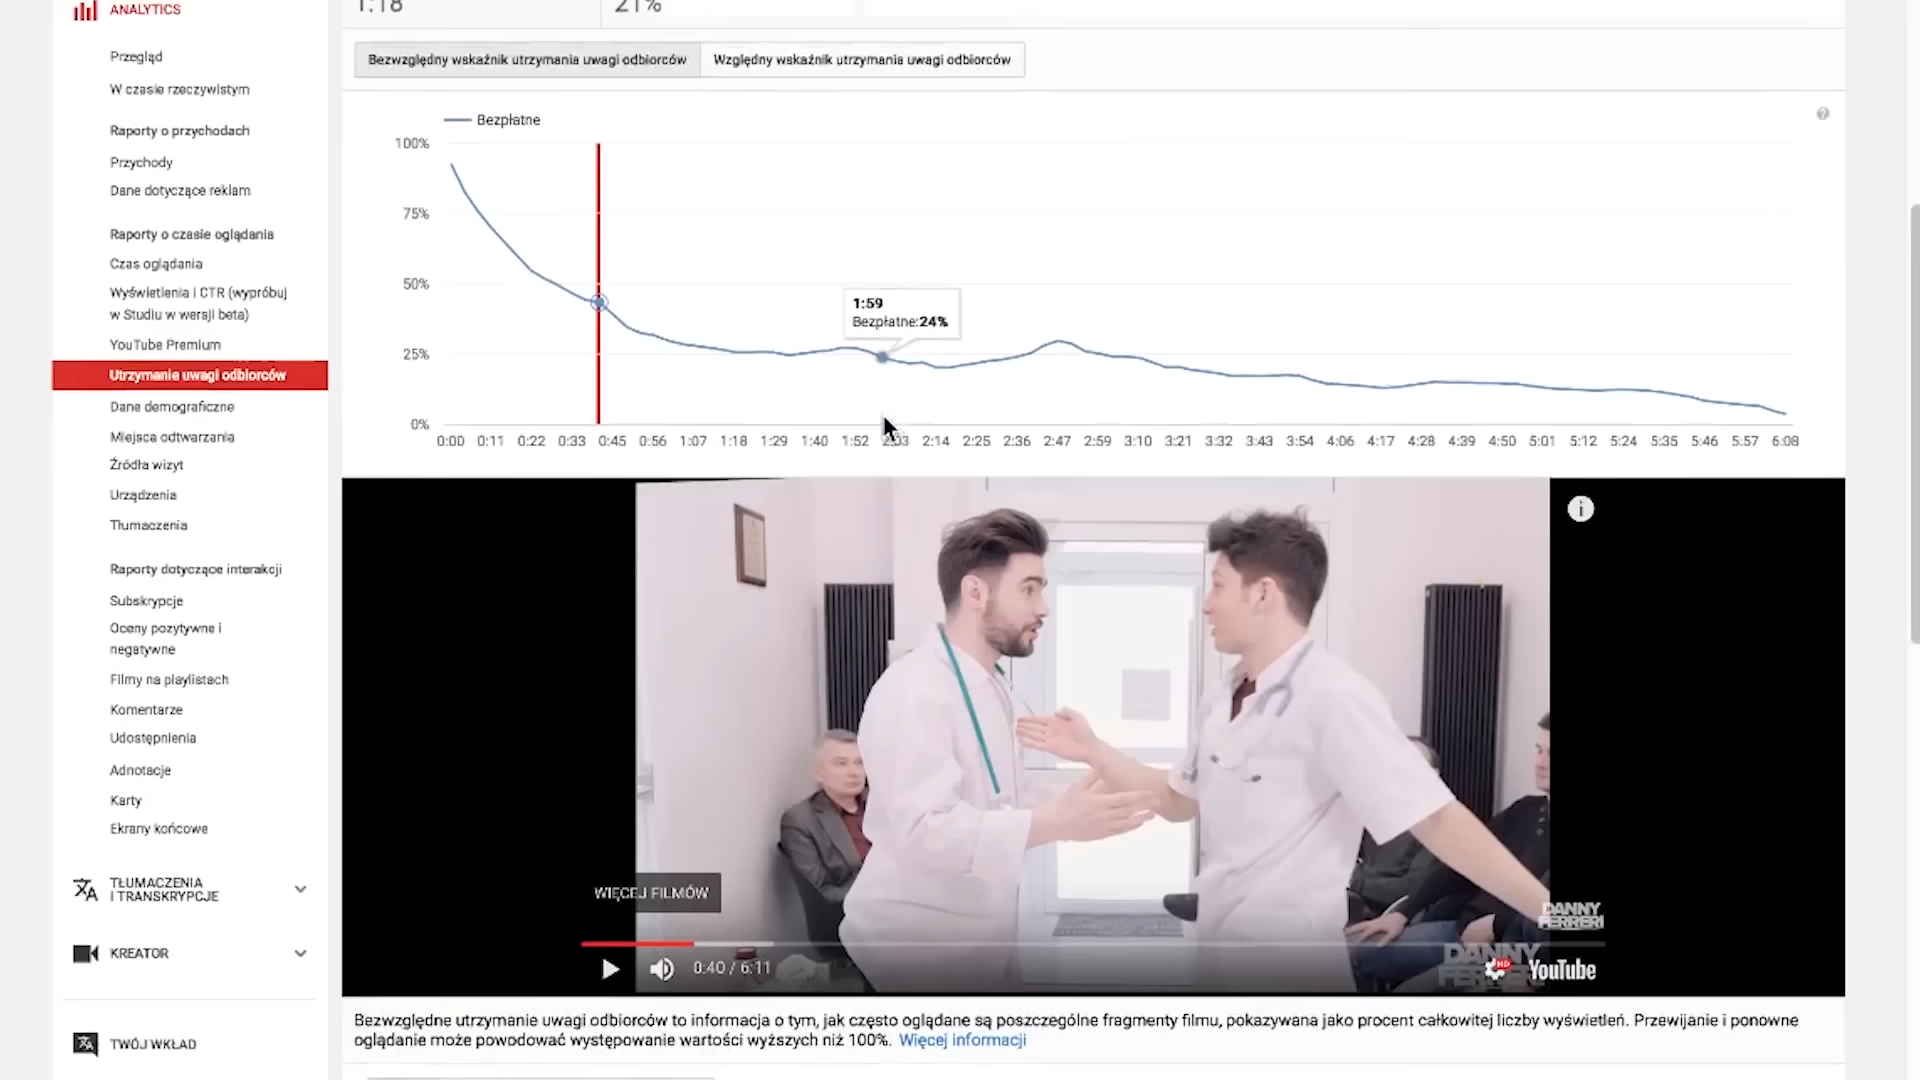 ANALYTICS
Przegląd
W czasie rzeczywistym
Raporty o przychodach
Przychody
Dane dotyczące reklam
Raporty o czasie oglądania
Czas oglądania
Wyświetlenia i CTR (wypróbuj
w Studiu w wersji beta)
YouTube Premium
Utrzymanie uwagi odbiorców
Dane demograficzne
Miejsca odtwarzania
Źródła wizyt
Urządzenia
Tłumaczenia
Raporty dotyczące interakcji
Subskrypcje
Oceny pozytywne i
negatywne
Filmy na playlistach
Komentarze
Udostępnienia
Adnotacje
Karty
Ekrany końcowe
TŁUMACZENIA
I TRANSKRYPCJE
KREATOR
TWÓJ WKŁAD
1:18
21%
Bezwzględny wskaźnik utrzymania uwagi odbiorców
Względny wskaźnik utrzymania uwagi odbiorców
Bezpłatne
100%
75%
50%
25%
0%
1:59
Bezpłatne:24%
0:00 0:11 0:22 0:33 0:45 0:56 1:07 1:18 1:29 1:40 1:52 2:03 2:14 2:25 2:36 2:47 2:59 3:10 3:21 3:32 3:43 3:54 4:06 4:17 4:28 4:39 4:50 5:01 5:12 5:24 5:35 5:46 5:57 6:08
WIĘCEJ FILMÓW
DANNY
FERRERI
DANNY
0:40 / 6:11
HD
YouTube
Bezwzględne utrzymanie uwagi odbiorców to informacja o tym, jak często oglądane są poszczególne fragmenty filmu, pokazywana jako procent całkowitej liczby wyświetleń. Przewijanie i ponowne
oglądanie może powodować występowanie wartości wyższych niż 100%. Więcej informacji